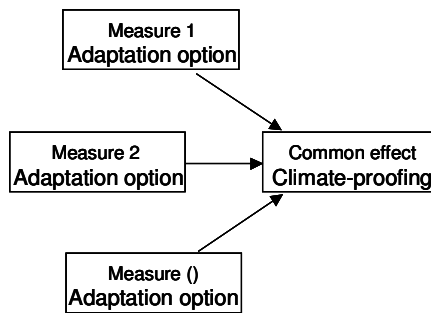 Measure 1
Adaptation option
Measure 2
Adaptation option
Common effect
Climate-proofing
Measure ()
Adaptation option